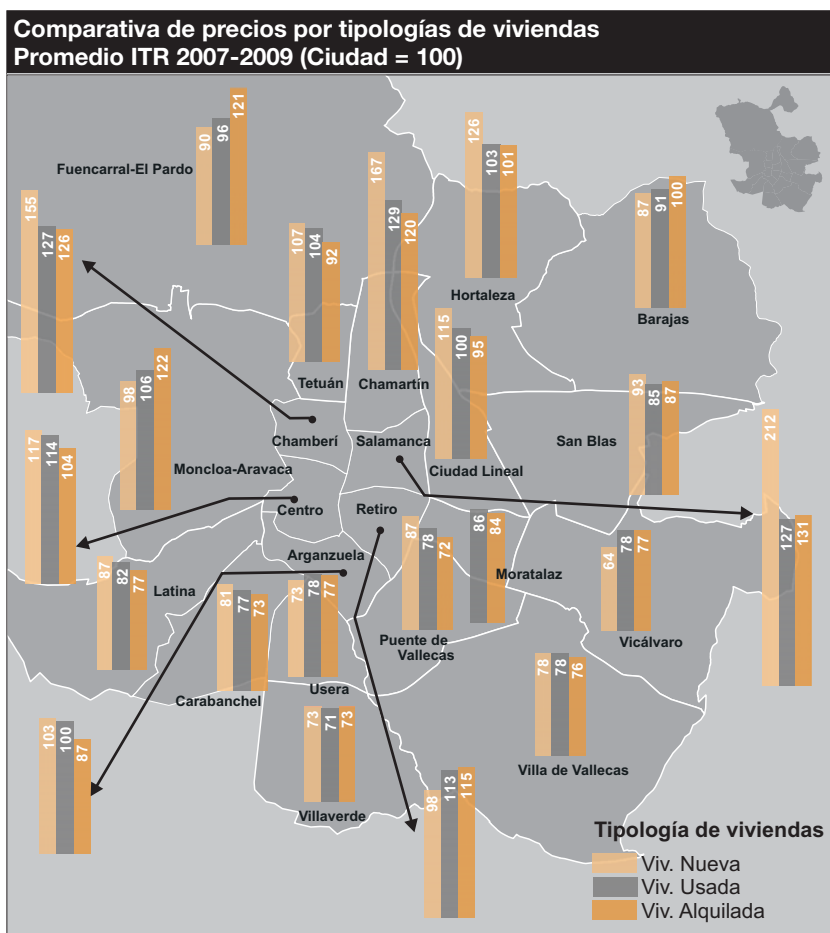 Comparativa de precios por tipologías de viviendas
Promedio ITR 2007-2009 (Ciudad = 100)
90 96 121
Fuencarral-El Pardo
155 127 126
107 104 92
Tetuán
167 129 120
Chamartín
126 103 101
Hortaleza
87 91 100
Barajas
98 106 122
Moncloa-Aravaca
Chamberí
Salamanca
115 100 95
Ciudad Lineal
93 85 87
San Blas
212 127 131
117 114 104
Centro
Retiro
Arganzuela
87 82 77
Latina
81 77 73
Carabanchel
73 78 77
Usera
87 78 72
Puente de
Vallecas
86 84
Moratalaz
64 78 77
Vicálvaro
78 78 76
Villa de Vallecas
103 100 87
73 71 73
Villaverde
98 113 115
Tipología de viviendas
Viv. Nueva
Viv. Usada
Viv. Alquilada